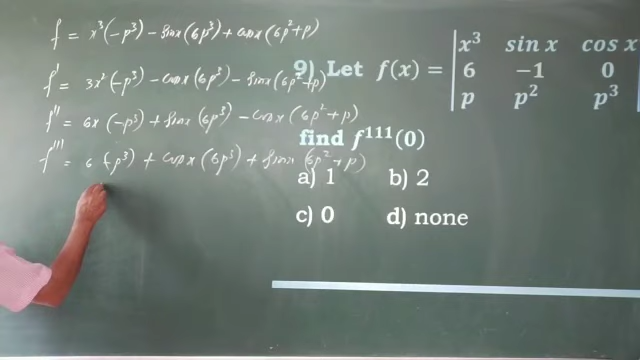 f = x³(-p³) - sinx(6p³) + cosx(6p²+p)
f' = 3x²(-p³) - cosx(6p³) - sinx(6p²+p)
f'' = 6x(-p³) + sinx(6p³) - cosx(6p²+p)
f''' = 6(-p³) + cosx(6p³) + sinx(6p²+p)
9) Let f(x) = | x³ sin x cos x
6 -1 0
p p² p³
find f¹¹¹(0)
a) 1 b) 2
c) 0 d) none